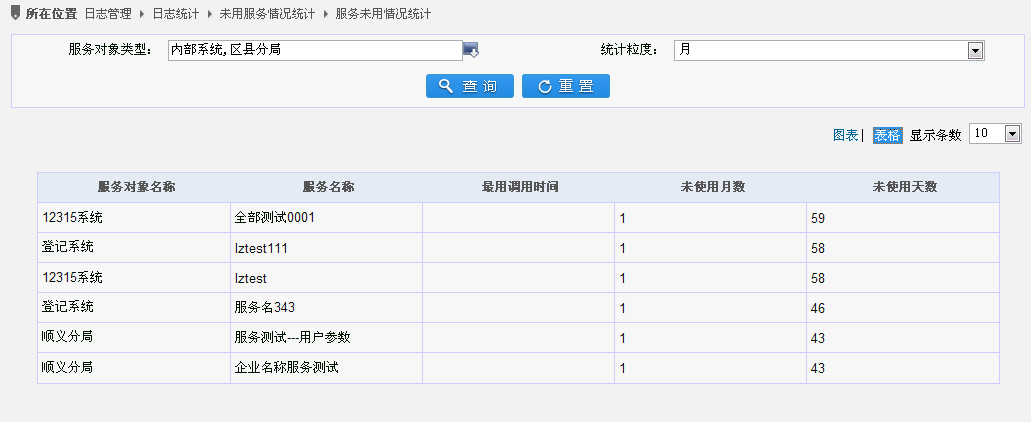 所在位置 日志管理 日志统计 未用服务情况统计 服务未用情况统计
服务对象类型: 内部系统,区县分局 统计粒度: 月
查 询 重 置
图表| 表格 显示条数 10
服务对象名称 服务名称 最用调用时间 未使用月数 未使用天数
12315系统 全部测试0001 1 59
登记系统 lztest111 1 58
12315系统 lztest 1 58
登记系统 服务名343 1 46
顺义分局 服务测试---用户参数 1 43
顺义分局 企业名称服务测试 1 43